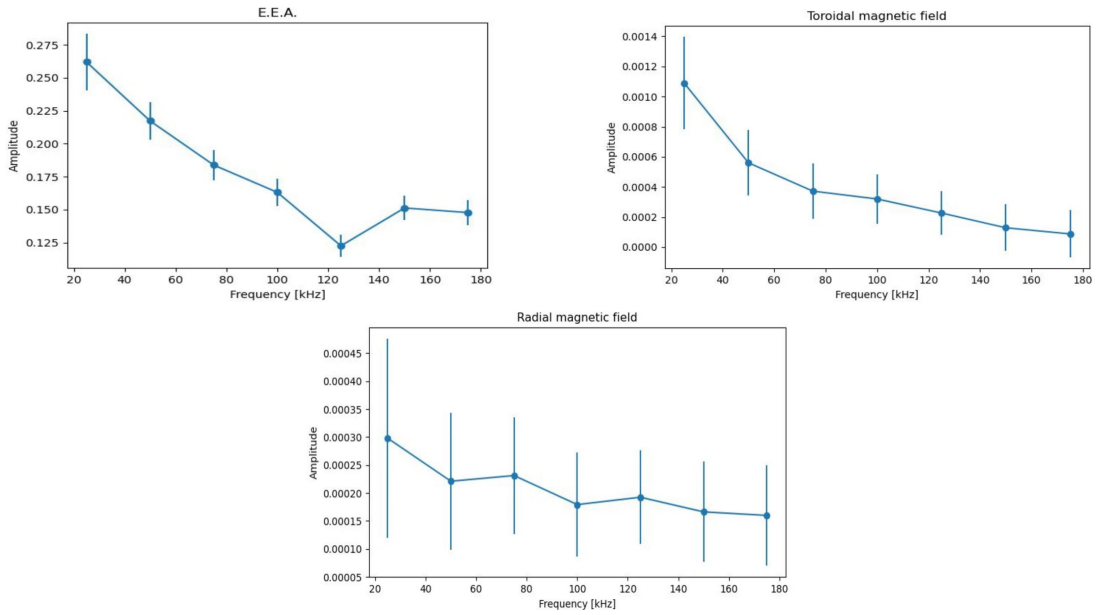 E.E.A.
0.275
0.250
0.225
0.200
0.175
0.150
0.125
Amplitude
20 40 60 80 100 120 140 160 180
Frequency [kHz]
Toroidal magnetic field
0.0014
0.0012
0.0010
0.0008
0.0006
0.0004
0.0002
0.0000
Amplitude
20 40 60 80 100 120 140 160 180
Frequency [kHz]
Radial magnetic field
0.00045
0.00040
0.00035
0.00030
0.00025
0.00020
0.00015
0.00010
0.00005
Amplitude
20 40 60 80 100 120 140 160 180
Frequency [kHz]